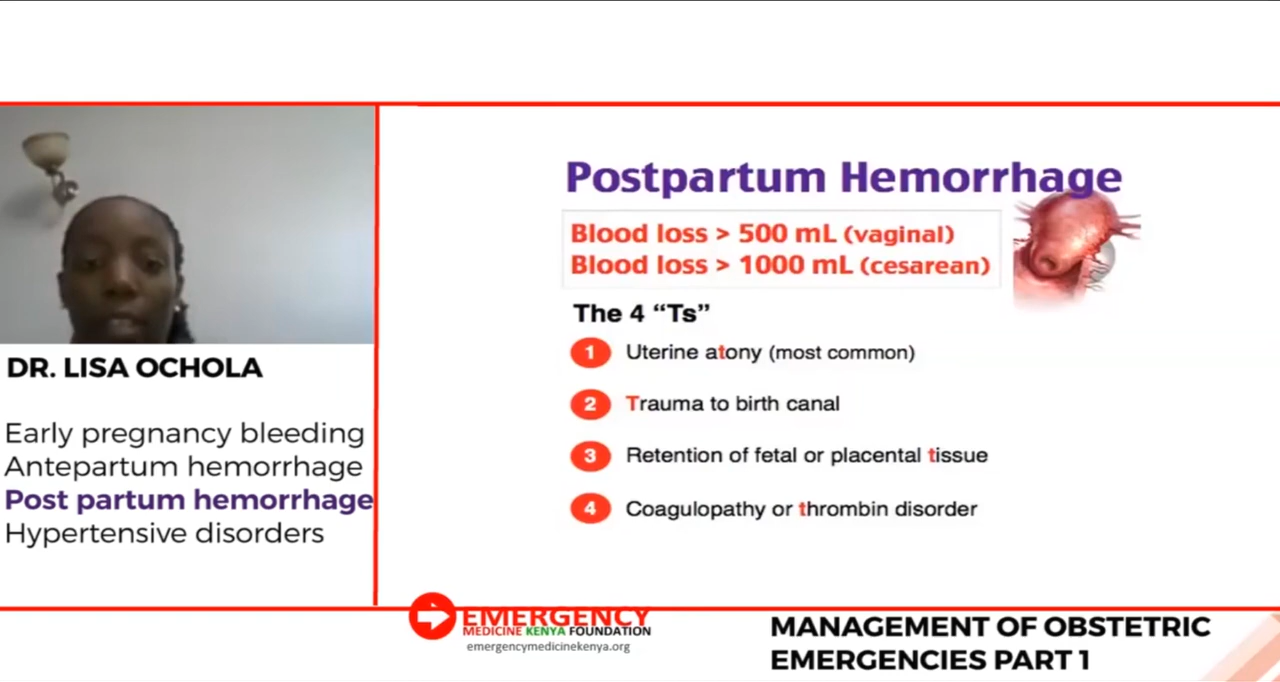 DR. LISA OCHOLA
Early pregnancy bleeding
Antepartum hemorrhage
Post partum hemorrhage
Hypertensive disorders
Postpartum Hemorrhage
Blood loss > 500 mL (vaginal)
Blood loss > 1000 mL (cesarean)
The 4 “Ts”
1 Uterine atony (most common)
2 Trauma to birth canal
3 Retention of fetal or placental tissue
4 Coagulopathy or thrombin disorder
EMERGENCY
MEDICINE KENYA FOUNDATION
emergencymedicinekenya.org
MANAGEMENT OF OBSTETRIC
EMERGENCIES PART 1